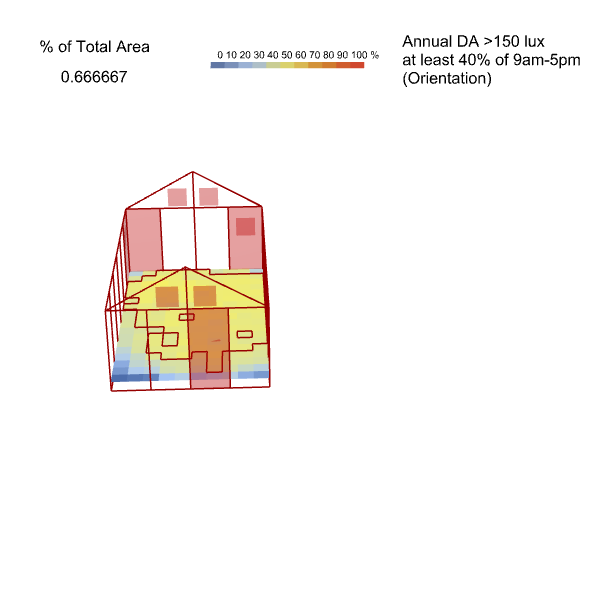 % of Total Area
0.666667
0 10 20 30 40 50 60 70 80 90 100 %
Annual DA >150 lux
at least 40% of 9am-5pm
(Orientation)